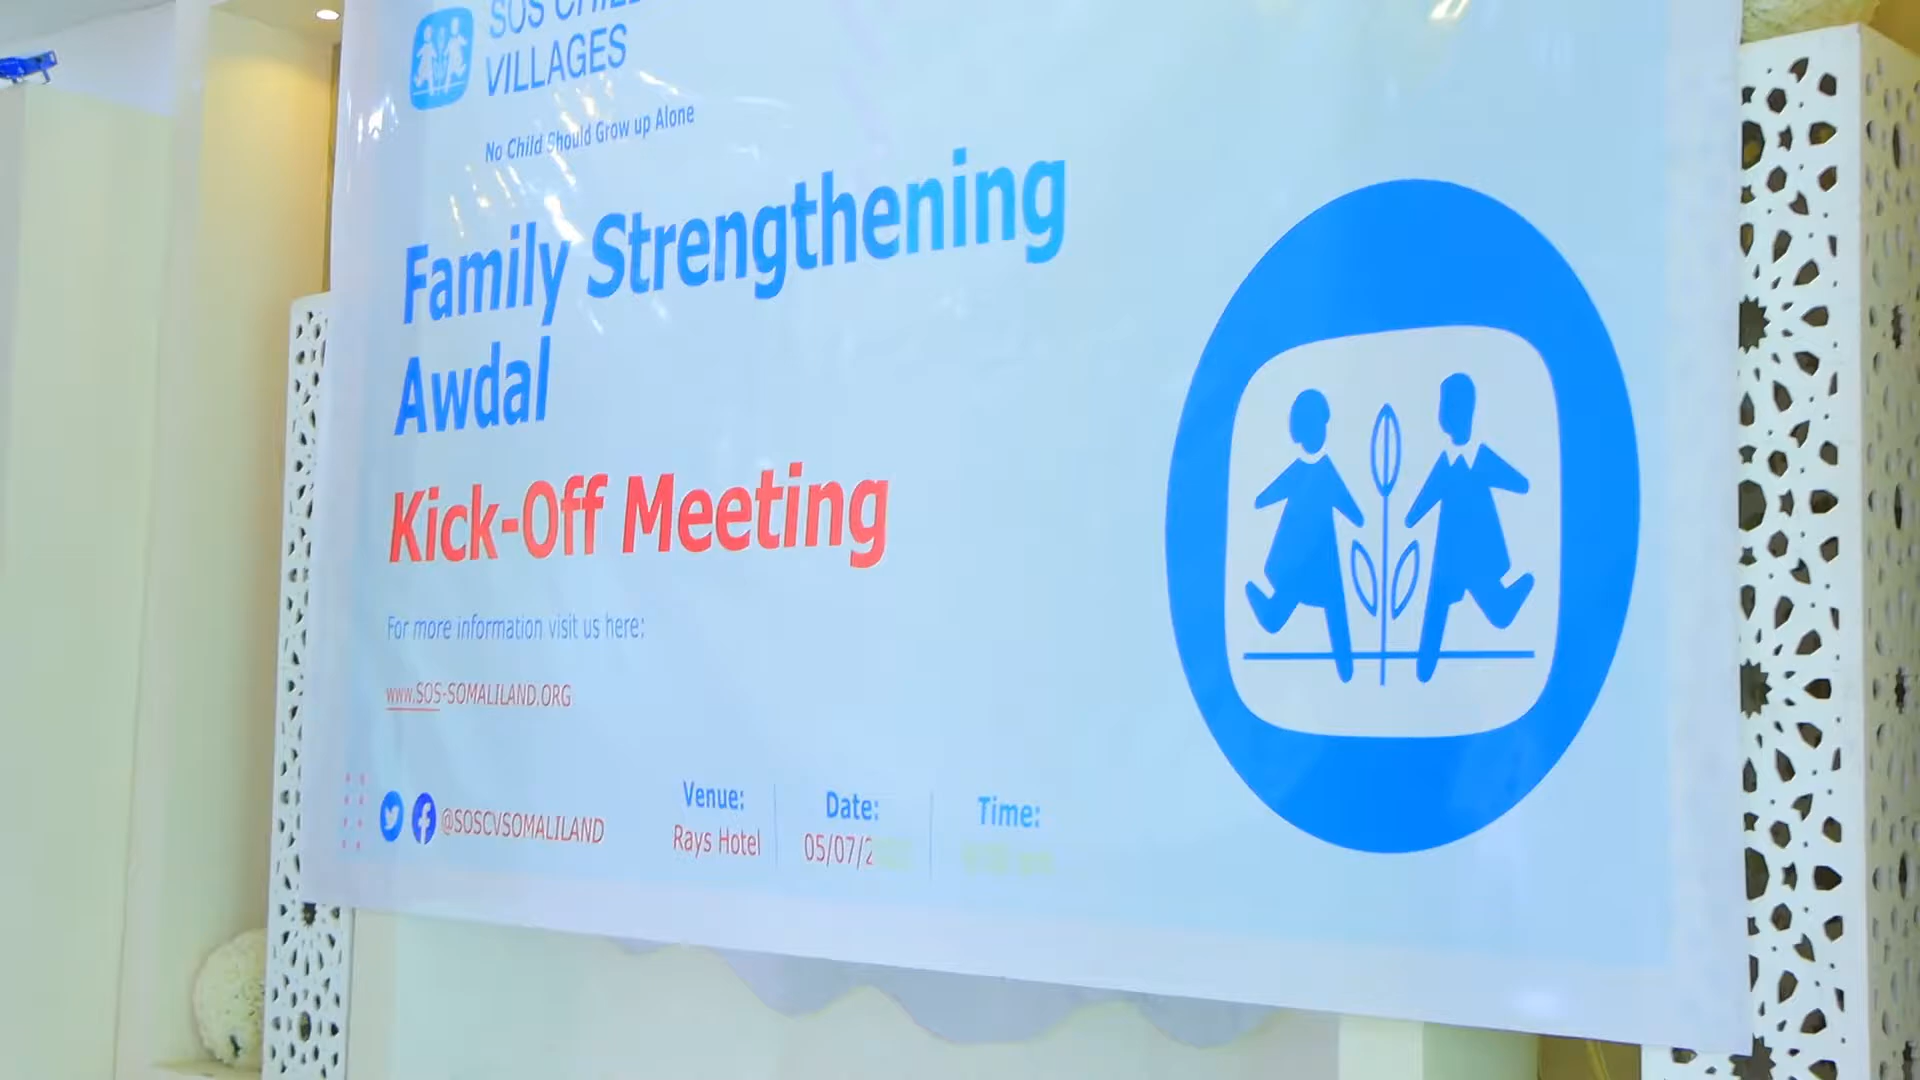 SOS CHIL
VILLAGES
No Child Should Grow up Alone
Family Strengthening
Awdal
Kick-Off Meeting
For more information visit us here:
www.SOS-SOMALILAND.ORG
@SOSCVSOMALILAND
Venue:
Rays Hotel
Date:
05/07/2
Time: